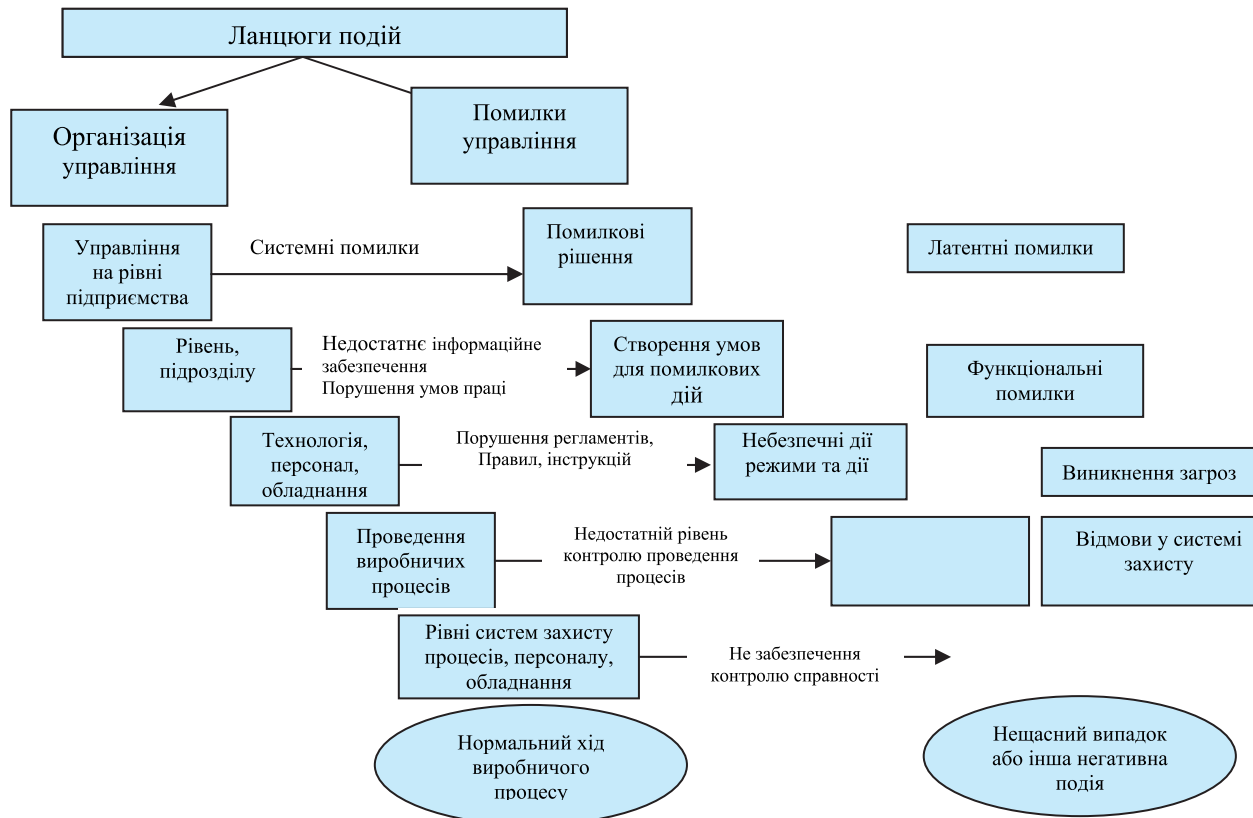 Ланцюги подій
Організація
управління
Помилки
управління
Управління
на рівні
підприємства
Системні помилки
Помилкові
рішення
Латентні помилки
Рівень,
підрозділу
Недостатнє інформаційне
забезпечення
Порушення умов праці
Створення умов
для помилкових
дій
Функціональні
помилки
Технологія,
персонал,
обладнання
Порушення регламентів,
Правил, інструкцій
Небезпечні дії
режими та дії
Виникнення загроз
Проведення
виробничих
процесів
Недостатній рівень
контролю проведення
процесів
Відмови у системі
захисту
Рівні систем захисту
процесів, персоналу,
обладнання
Не забезпечення
контролю справності
Нормальний хід
виробничого
процесу
Нещасний випадок
або інша негативна
подія